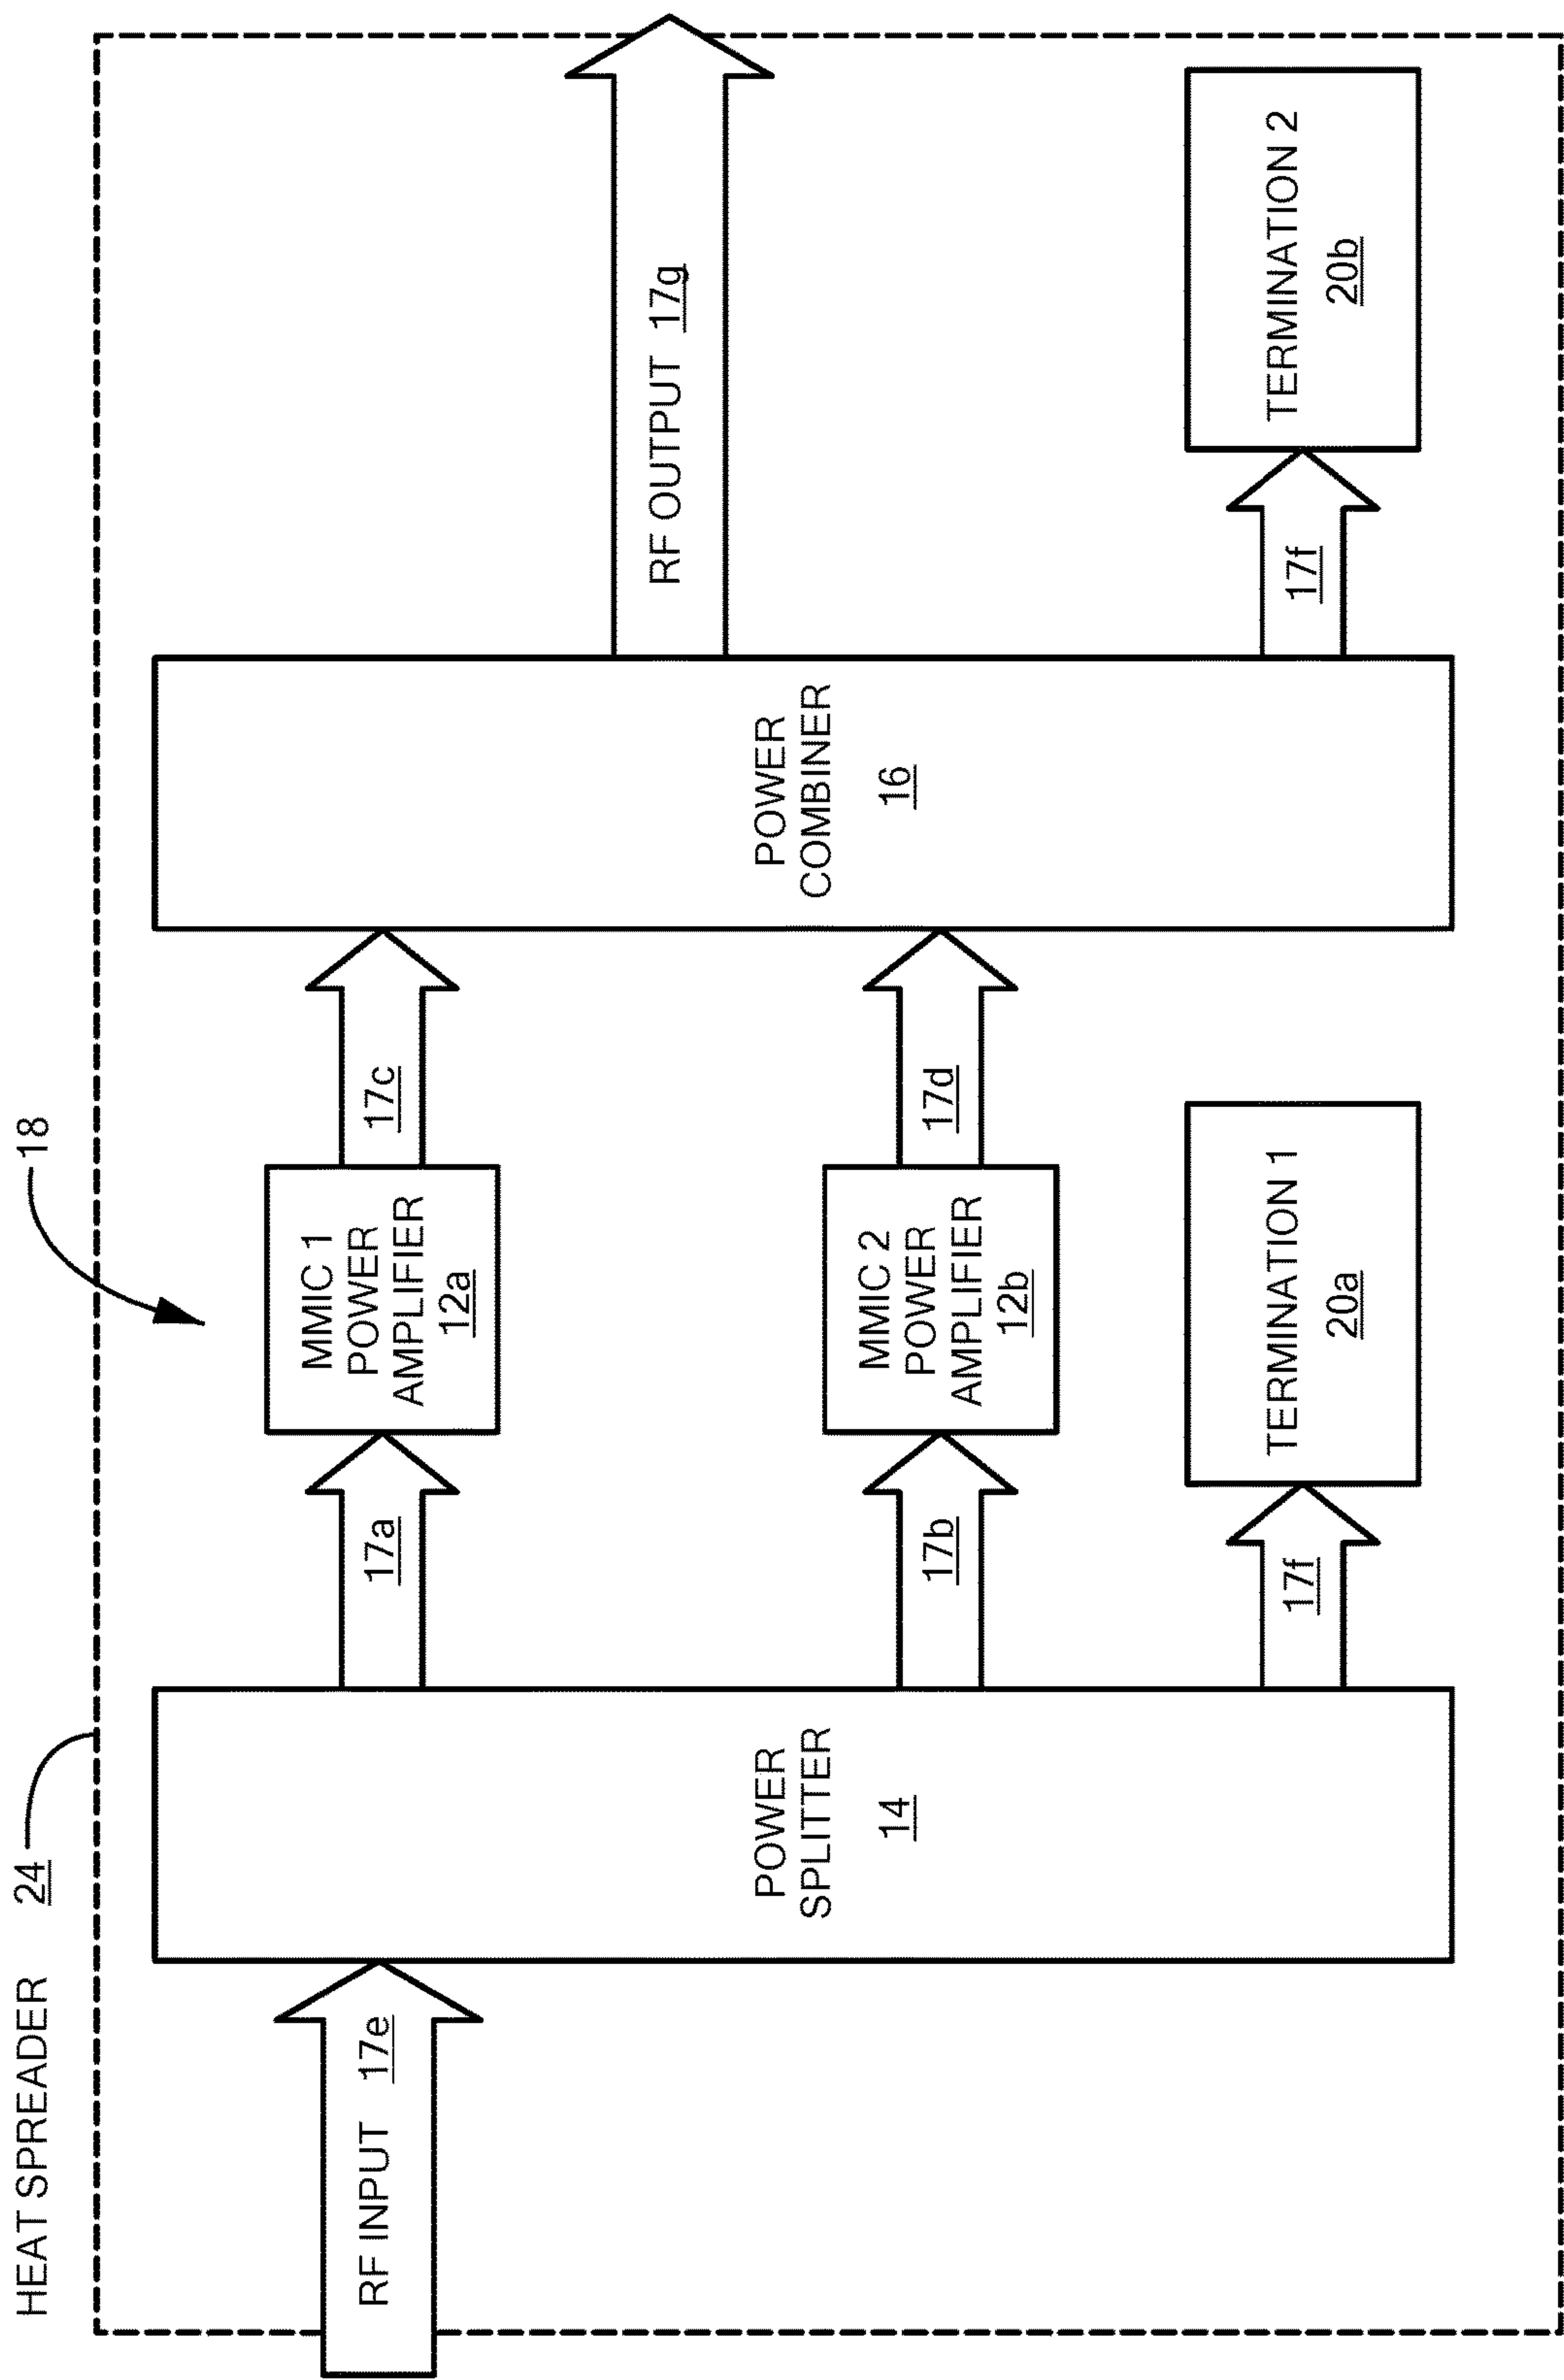 HEAT SPREADER 24
18
RF INPUT 17e
POWER
SPLITTER
14
17a
17b
17f
MMIC 1
POWER
AMPLIFIER
12a
MMIC 2
POWER
AMPLIFIER
12b
TERMINATION 1
20a
17c
17d
POWER
COMBINER
16
RF OUTPUT 17g
17f
TERMINATION 2
20b